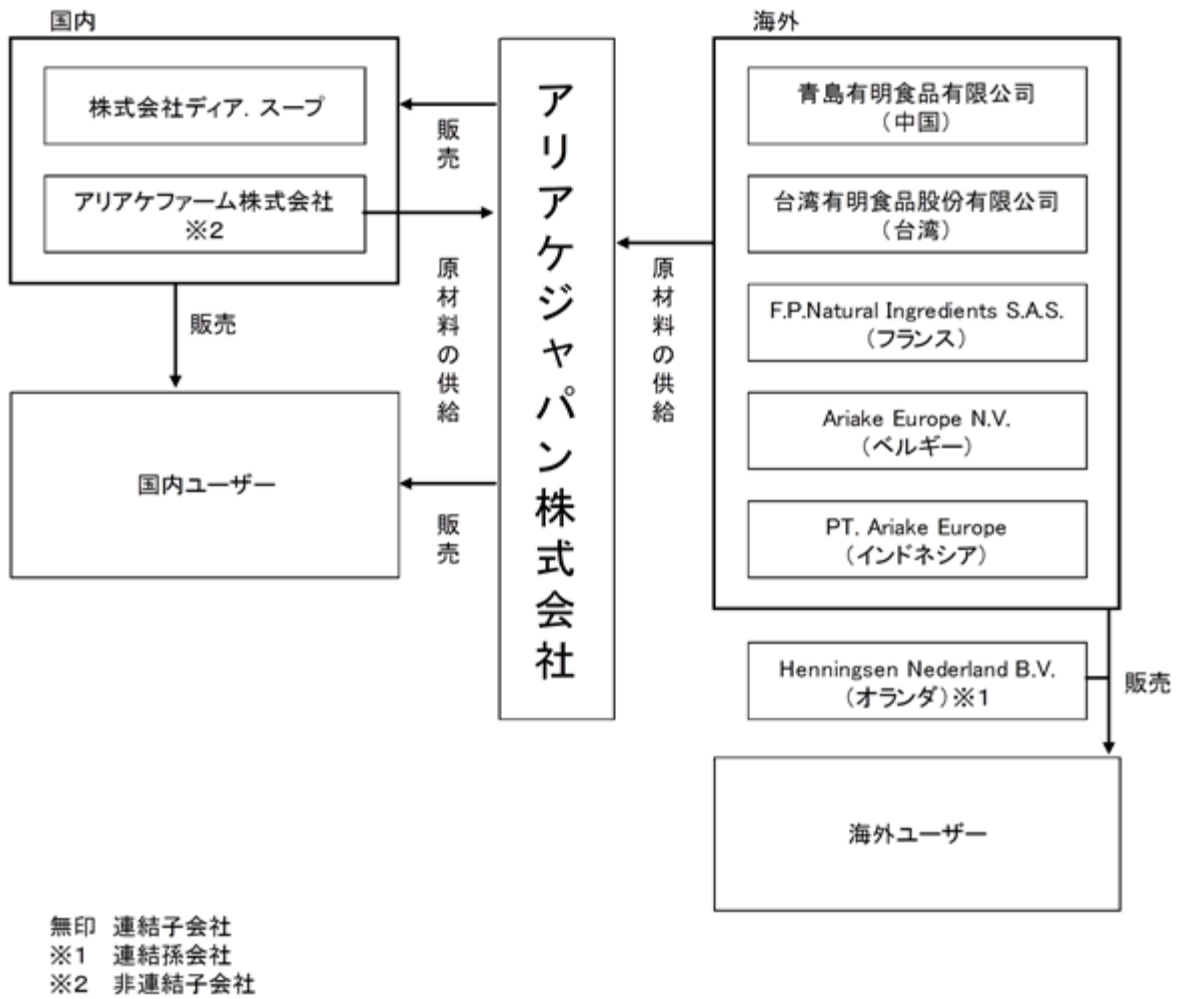 国内
株式会社ディア．スープ
アリアケファーム株式会社
※2
販売
原材料の供給
販売
国内ユーザー
販売
アリアケジャパン株式会社
原材料の供給
海外
青島有明食品有限公司
（中国）
台湾有明食品股份有限公司
（台湾）
F.P.Natural Ingredients S.A.S.
（フランス）
Ariake Europe N.V.
（ベルギー）
PT. Ariake Europe
（インドネシア）
Henningsen Nederland B.V.
（オランダ）※1
販売
海外ユーザー
無印　連結子会社
※1　連結孫会社
※2　非連結子会社